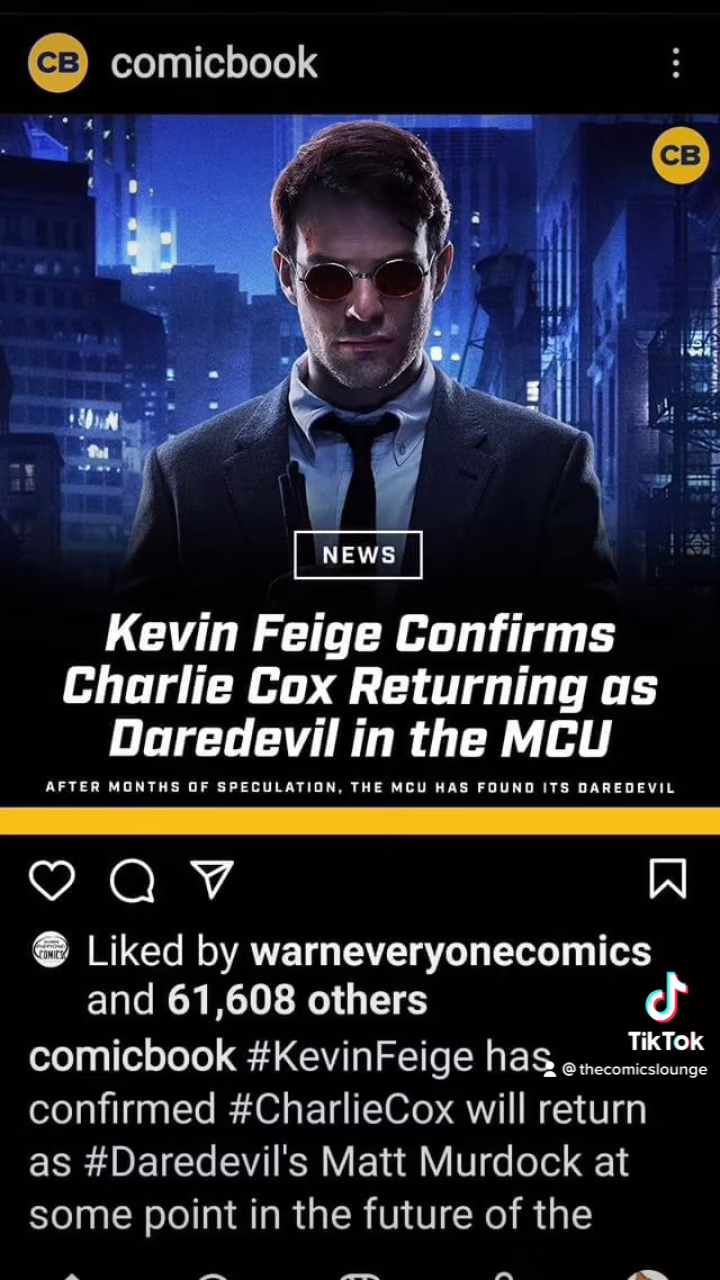 CB
comicbook
CB
NEWS
Kevin Feige Confirms
Charlie Cox Returning as
Daredevil in the MCU
AFTER MONTHS OF SPECULATION, THE MCU HAS FOUND ITS DAREDEVIL
Liked by warneveryonecomics
and 61,608 others
comicbook #KevinFeige has
confirmed #CharlieCox will return
as #Daredevil's Matt Murdock at
some point in the future of the
TikTok
@thecomicslounge